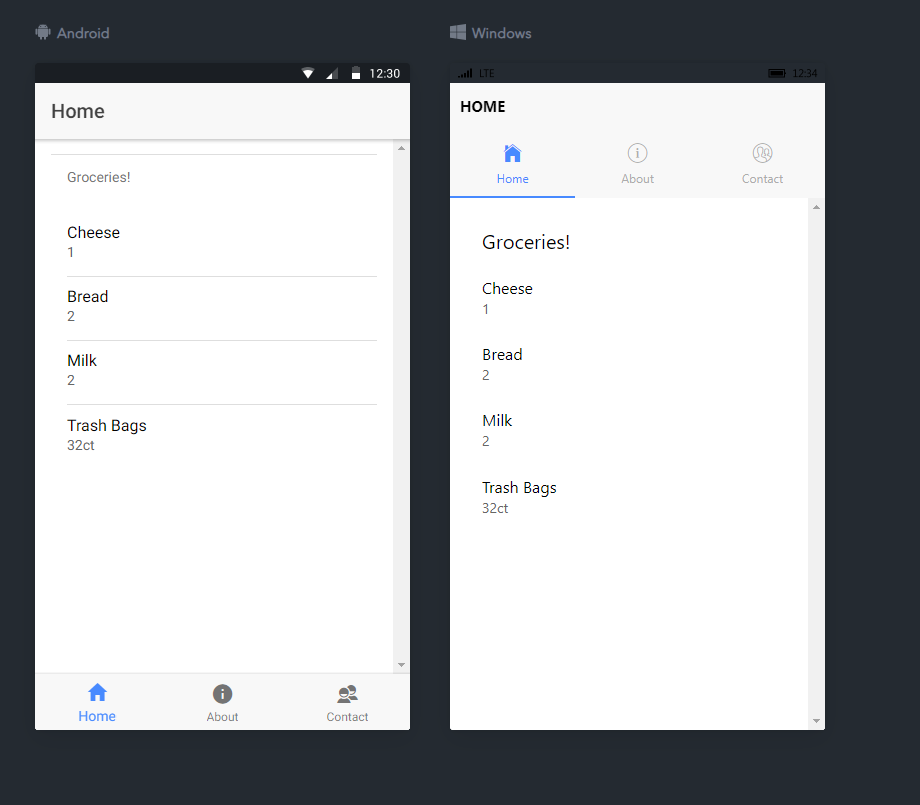 Android
12:30
Home
Groceries!
Cheese
1
Bread
2
Milk
2
Trash Bags
32ct
Home About Contact
Windows
LTE 12:34
HOME
Home About Contact
Groceries!
Cheese
1
Bread
2
Milk
2
Trash Bags
32ct